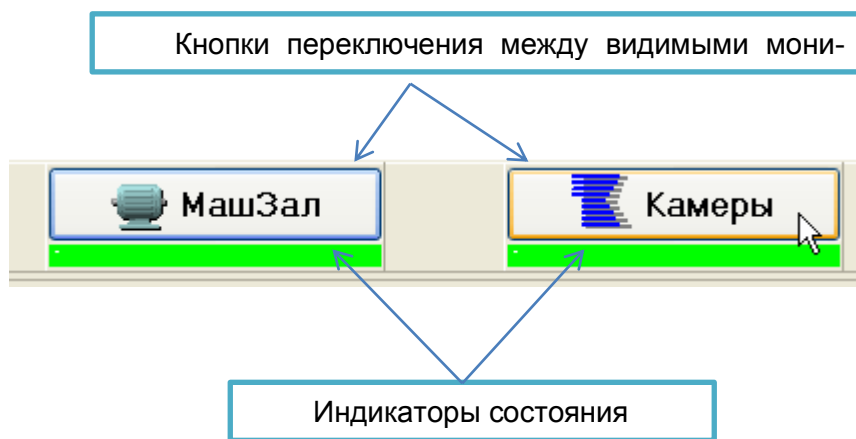 Кнопки переключения между видимыми мони-
МашЗал
Камеры
Индикаторы состояния